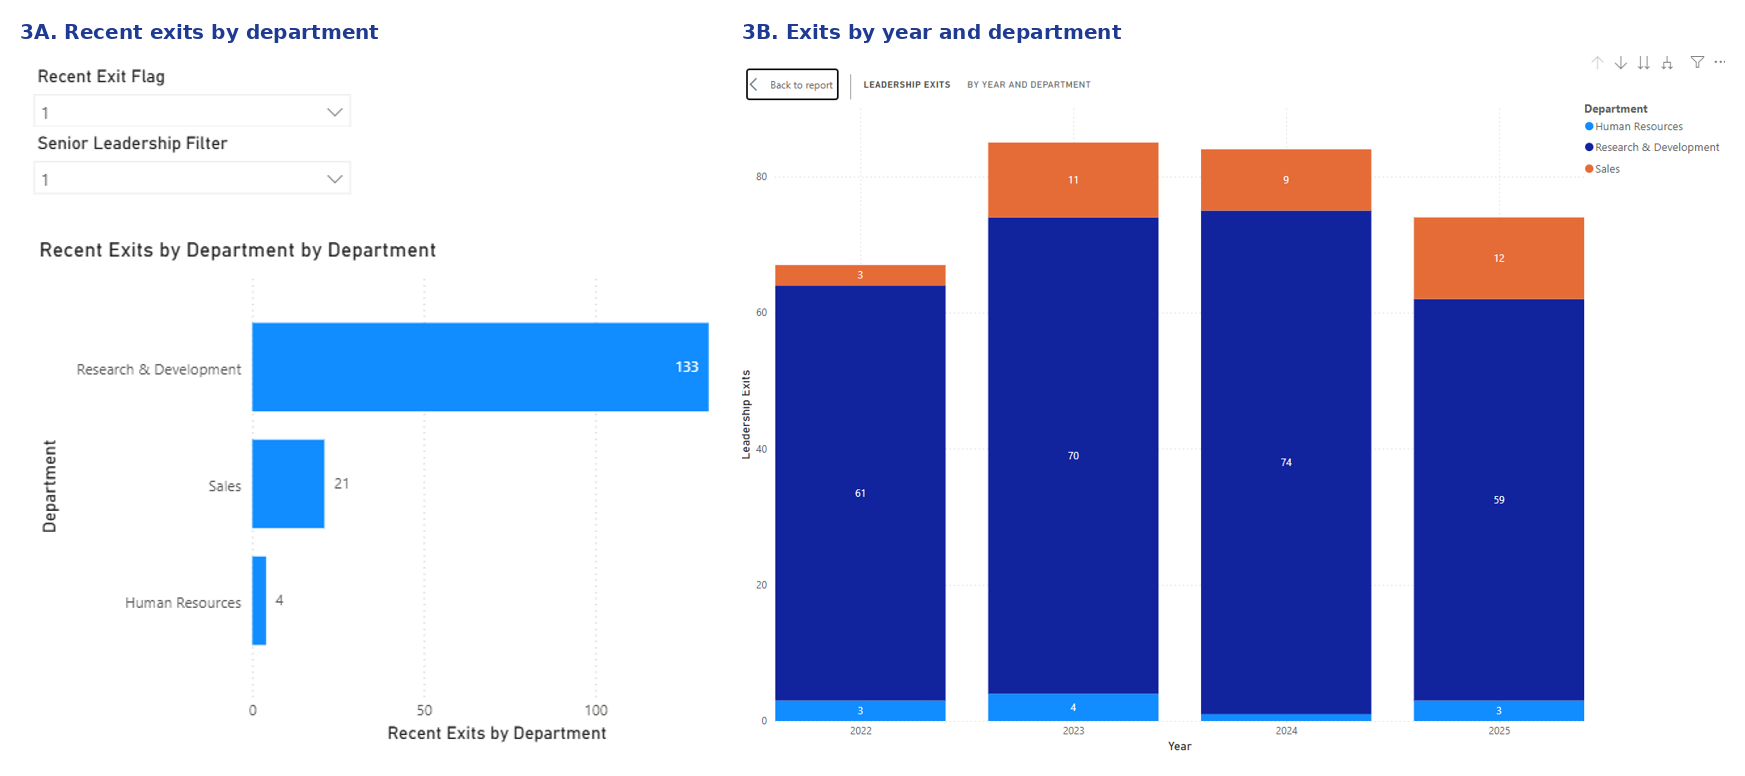 3A. Recent exits by department
Recent Exit Flag
1
Senior Leadership Filter
1
Recent Exits by Department by Department
Department
Research & Development
133
Sales
21
Human Resources
4
0 50 100
Recent Exits by Department
3B. Exits by year and department
Back to report
LEADERSHIP EXITS
BY YEAR AND DEPARTMENT
Department
Human Resources
Research & Development
Sales
Leadership Exits
80
60
40
20
0
3
61
3
11
70
4
9
74
12
59
3
2022 2023 2024 2025
Year